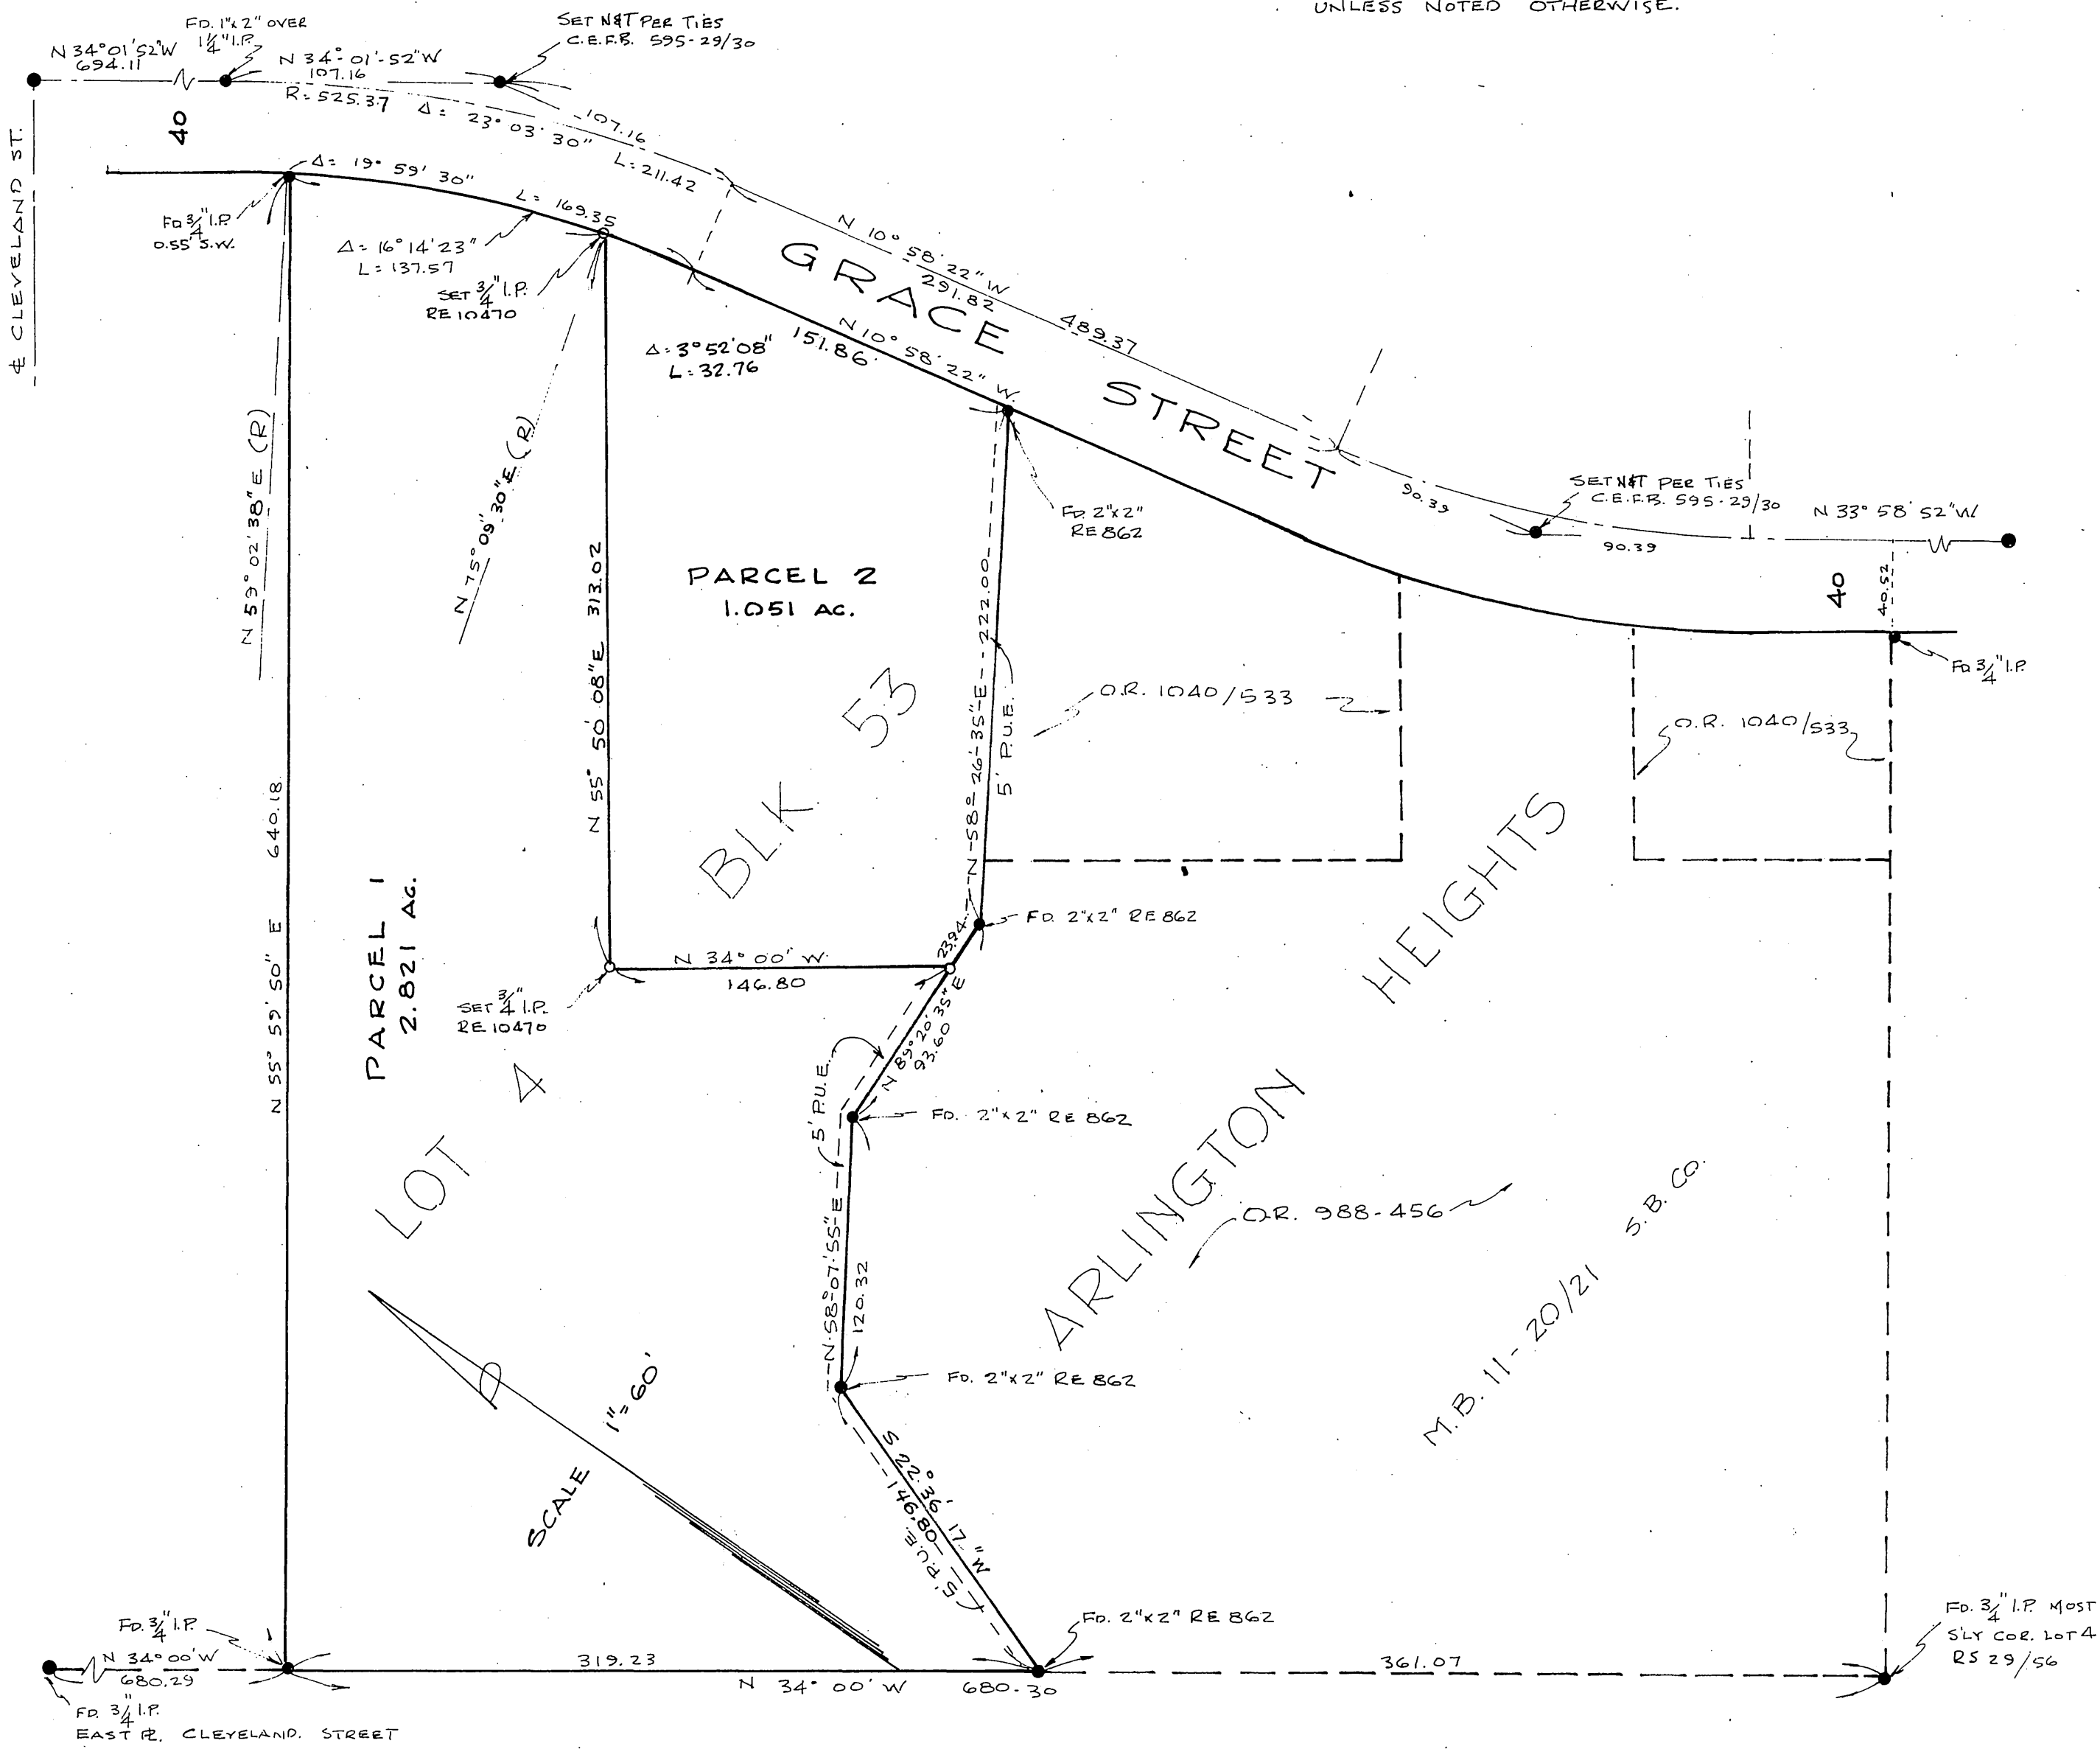 UNLESS NOTED OTHERWISE.
FD. 1"x 2" OVER
1¼" I.P.
SET N&T PER TIES
C.E.F.B. 595-29/30
N 34° 01' 52" W
694.11
N 34°-01'-52" W
107.16
R= 525.37 Δ= 23° 03' 30" L= 211.42
107.16
40
℄ CLEVELAND ST.
Δ= 19° 59' 30" L= 169.35
FD ¾" I.P.
0.55' S.W.
Δ= 16° 14' 23"
L= 137.57
SET ¾" I.P.
RE 10470
N 10° 58' 22" W
291.82
489.37
GRACE STREET
N 10° 58' 22" W
151.86'
Δ= 3° 52' 08"
L= 32.76
FD. 2"x2"
RE 862
90.39
SET N&T PER TIES
C.E.F.B. 595-29/30
N 33° 58' 52" W
90.39
40
40.52
FD ¾" I.P.
N 59° 02' 38" E (R)
N 75° 09' 30" E (R)
N 55° 50' 08" E 313.02
PARCEL 2
1.051 AC.
N-58°-26'-35"-E--222.00
5' P.U.E.
O.R. 1040/533
O.R. 1040/533
N 55° 59' 50" E 640.18
PARCEL 1
2.821 AC.
BLK 53
FD. 2"x2" RE 862
23.94
N 34° 00' W
146.80
SET ¾" I.P.
RE 10470
N 89° 20' 35" E
93.60
5' P.U.E.
FD. 2"x2" RE 862
LOT 4
ARLINGTON HEIGHTS
N-58°-07'-55"-E
120.32
O.R. 988-456
M.B. 11-20/21 S.B. CO.
FD. 2"x2" RE 862
SCALE 1"=60'
S 22° 36' 17" W
146.80
5' P.U.E.
FD. 2"x2" RE 862
FD. ¾" I.P.
N 34° 00' W
680.29
FD. ¾" I.P.
EAST ℞. CLEVELAND. STREET
319.23
N 34° 00' W 680.30
361.07
FD. ¾" I.P. MOST
S'LY COR. LOT 4
RS 29/56